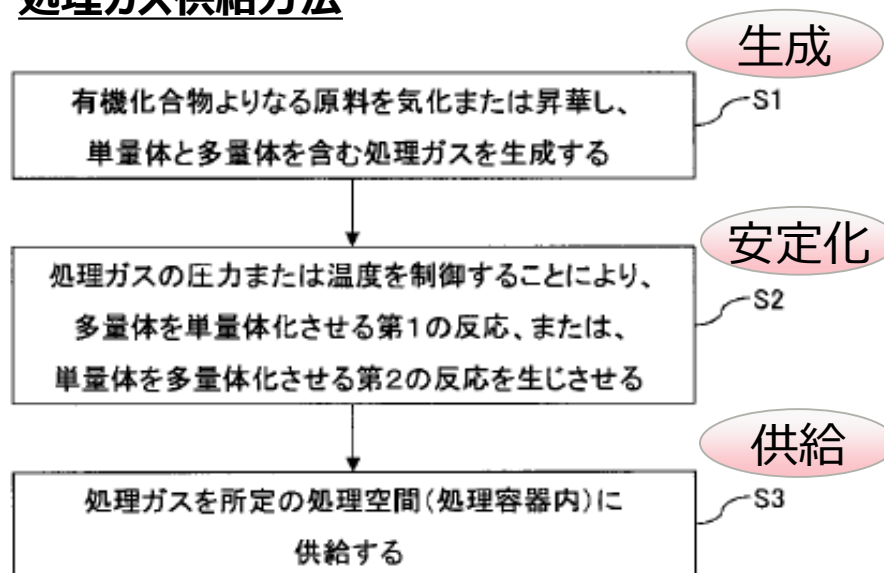 処理ガス供給方法
生成
有機化合物よりなる原料を気化または昇華し、
単量体と多量体を含む処理ガスを生成する
S1
安定化
処理ガスの圧力または温度を制御することにより、
多量体を単量体化させる第1の反応、または、
単量体を多量体化させる第2の反応を生じさせる
S2
供給
処理ガスを所定の処理空間(処理容器内)に
供給する
S3